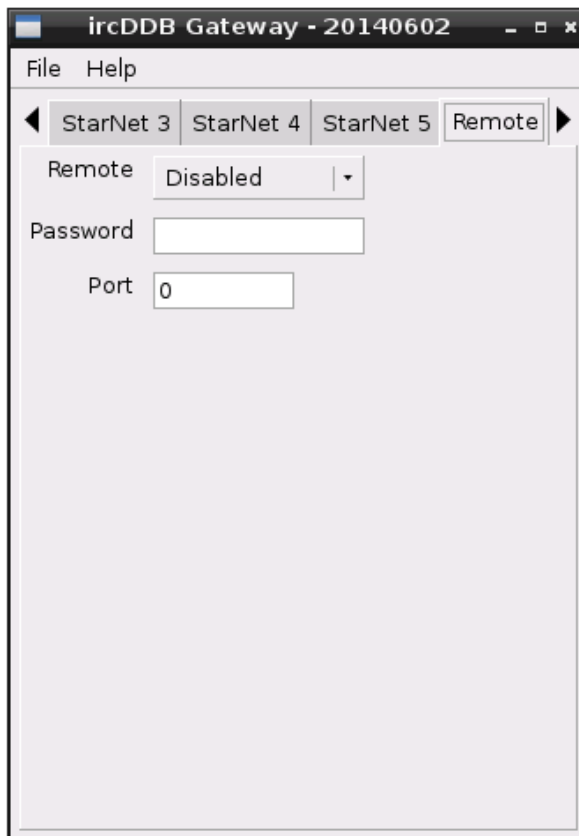 ircDDB Gateway - 20140602
File Help
StarNet 3 StarNet 4 StarNet 5 Remote
Remote Disabled
Password
Port 0